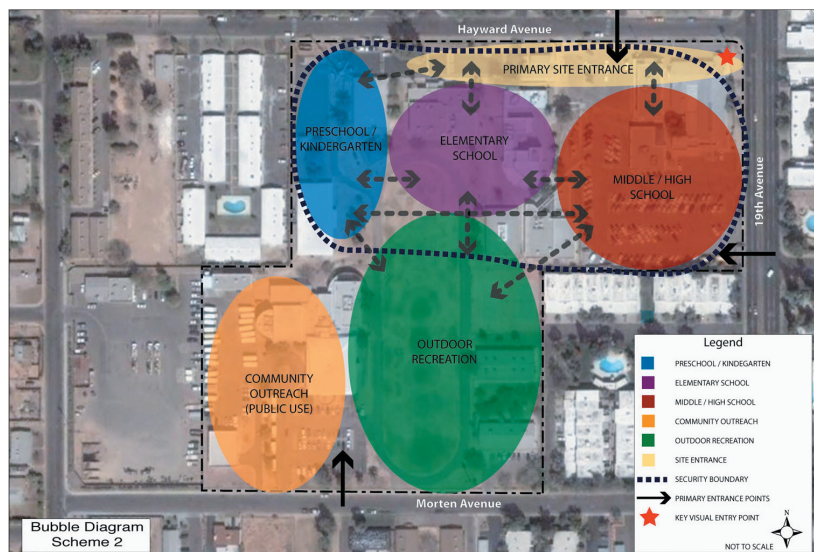 Hayward Avenue
PRIMARY SITE ENTRANCE
PRESCHOOL /
KINDERGARTEN
ELEMENTARY
SCHOOL
MIDDLE / HIGH
SCHOOL
19th Avenue
OUTDOOR
RECREATION
COMMUNITY
OUTREACH
(PUBLIC USE)
Morten Avenue
Bubble Diagram
Scheme 2
Legend
PRESCHOOL / KINDEGARTEN
ELEMENTARY SCHOOL
MIDDLE / HIGH SCHOOL
COMMUNITY OUTREACH
OUTDOOR RECREATION
SITE ENTRANCE
SECURITY BOUNDARY
PRIMARY ENTRANCE POINTS
KEY VISUAL ENTRY POINT
N
NOT TO SCALE